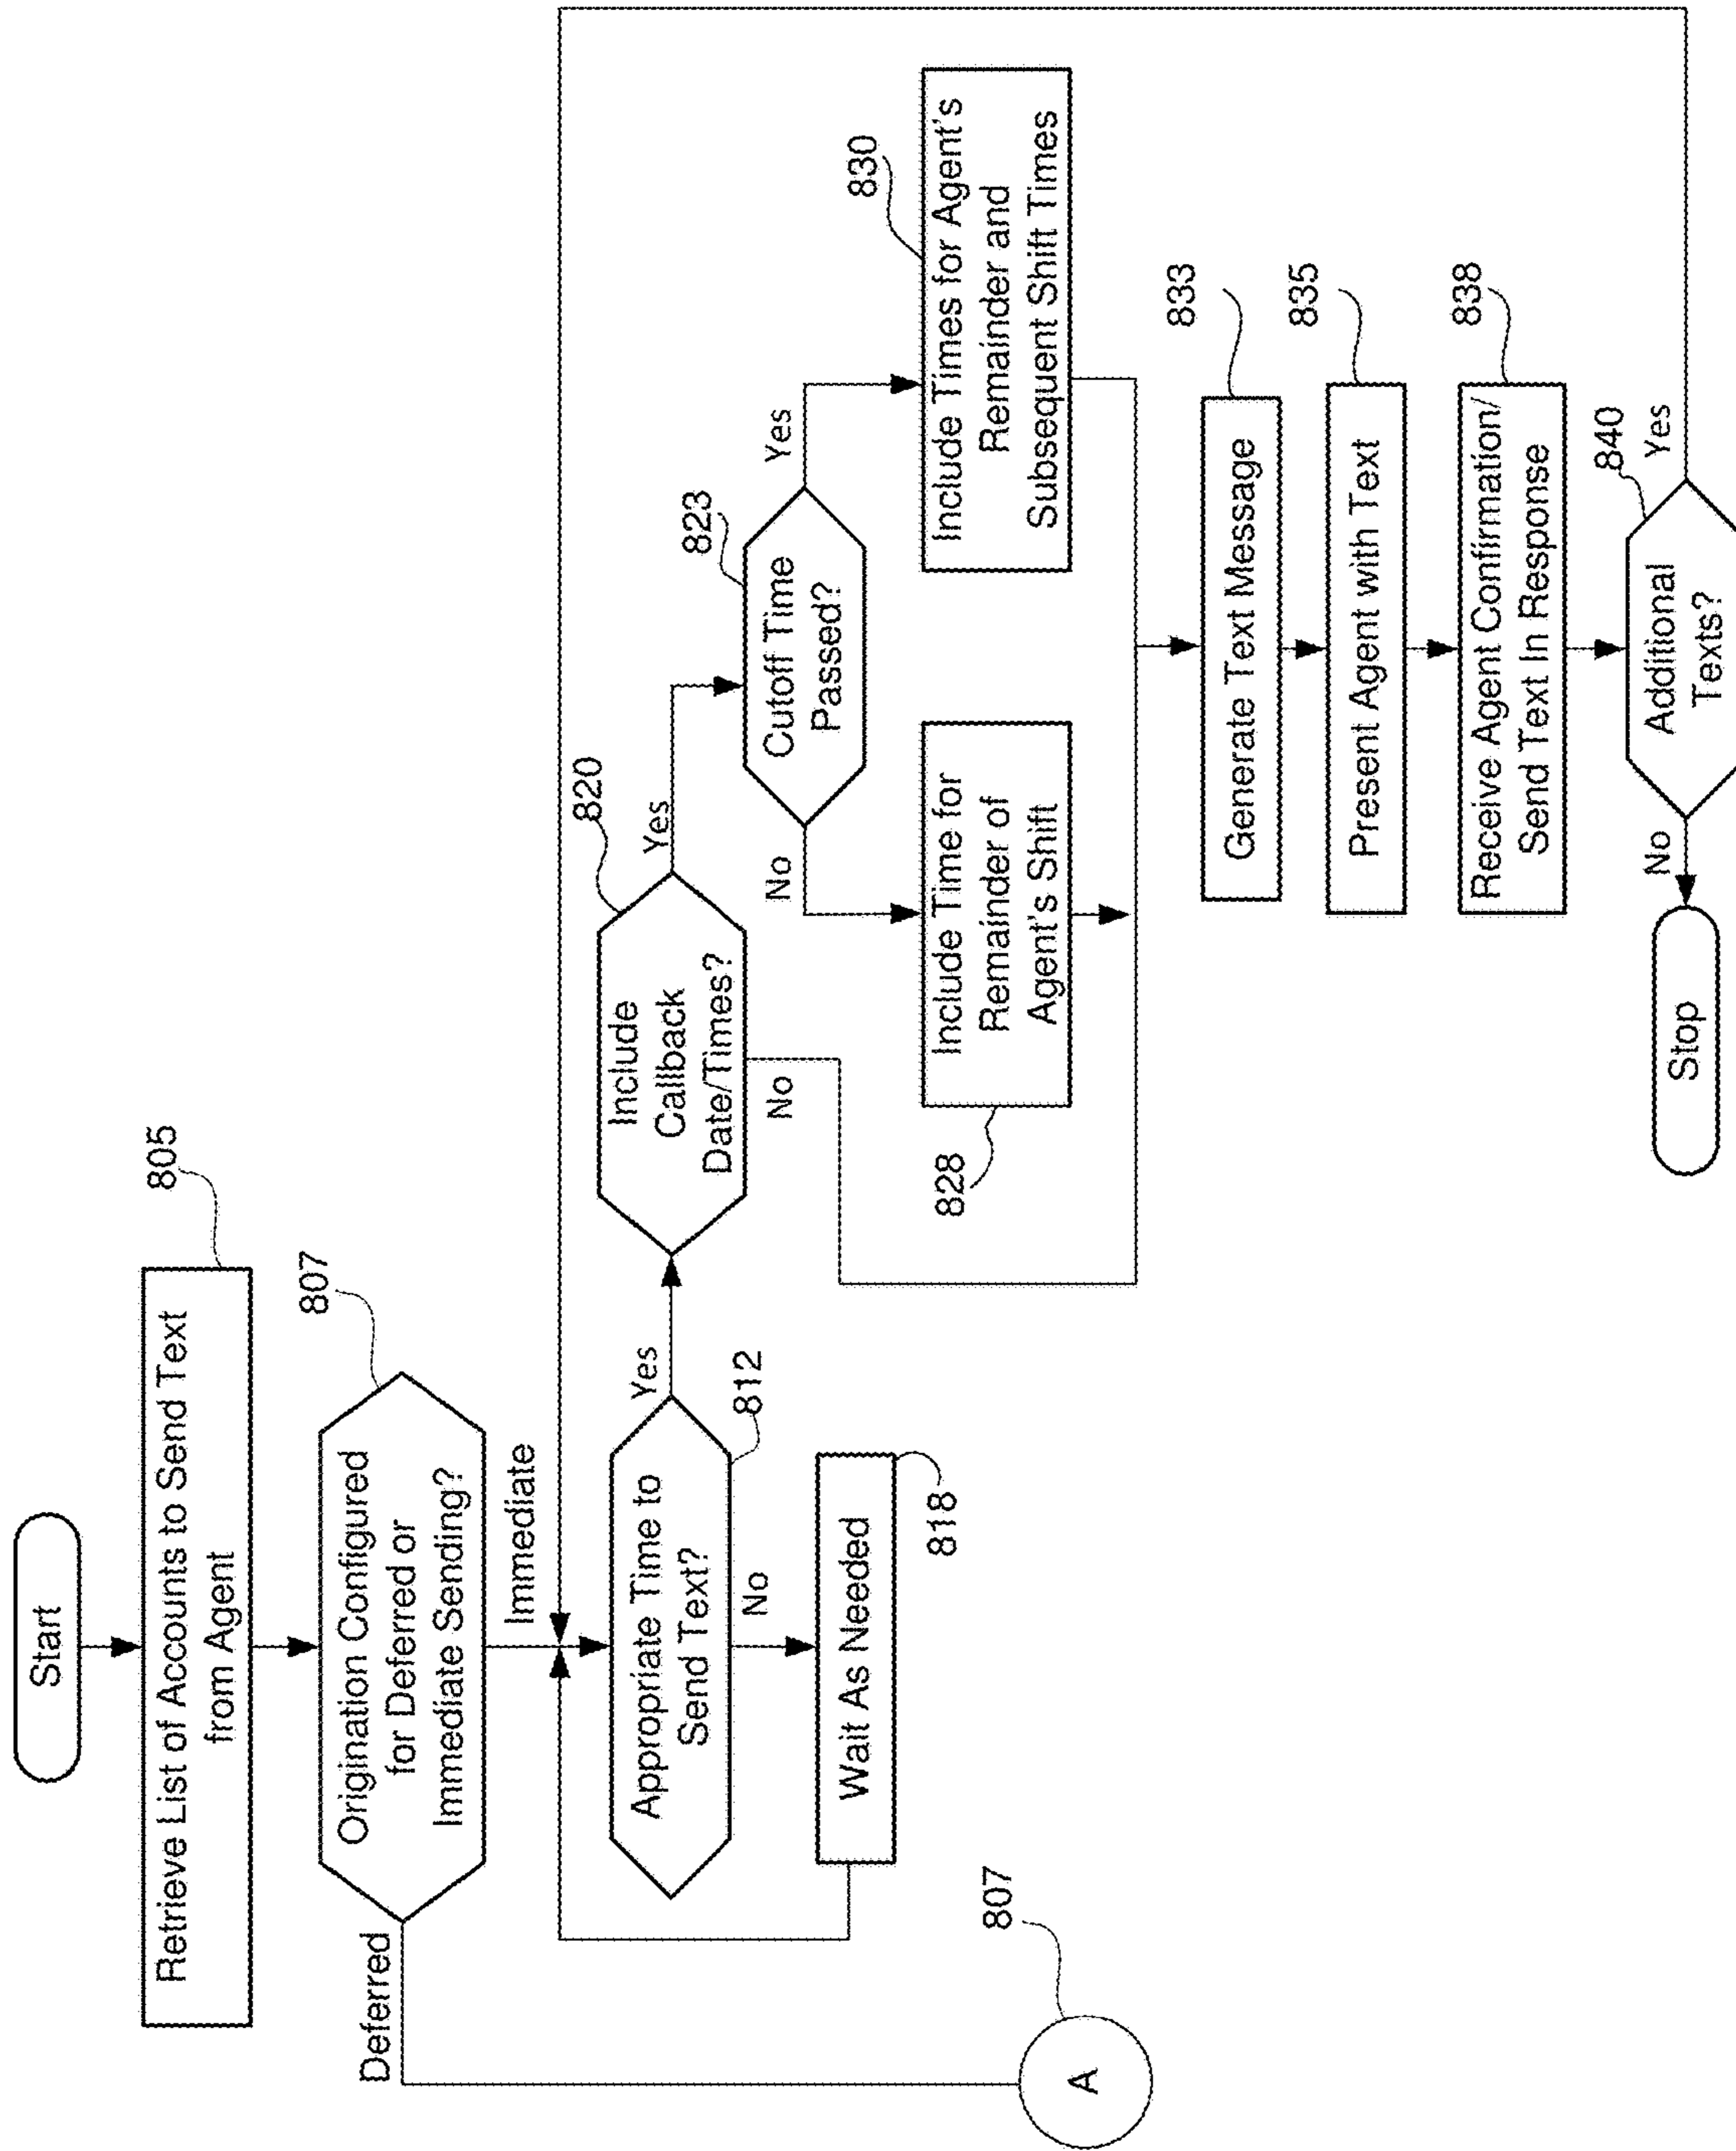 Start
805
Retrieve List of Accounts to Send Text
from Agent
807
Origination Configured
for Deferred or
Immediate Sending?
Deferred
Immediate
Appropriate Time to
Send Text?
812
Yes
No
Wait As Needed
818
807
A
820
Include
Callback
Date/Times?
Yes
No
823
Cutoff Time
Passed?
Yes
No
828
Include Time for
Remainder of
Agent's Shift
830
Include Times for Agent's
Remainder and
Subsequent Shift Times
833
Generate Text Message
835
Present Agent with Text
838
Receive Agent Confirmation/
Send Text In Response
840
Additional
Texts?
Yes
No
Stop